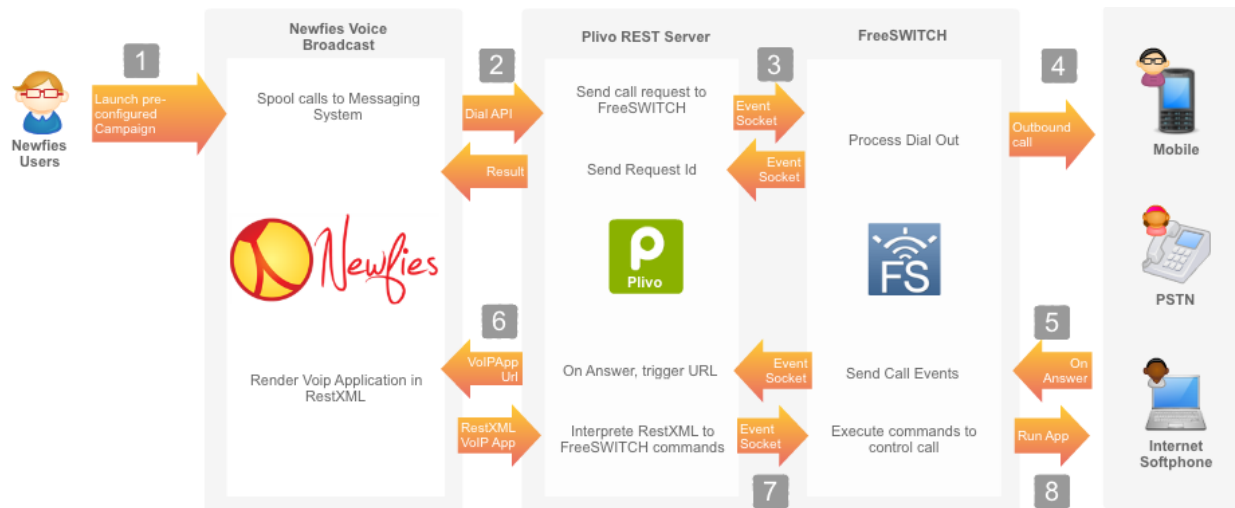 Newfies Voice
Broadcast
Plivo REST Server
FreeSWITCH
1
2
3
4
Launch pre-
configured
Campaign
Newfies
Users
Spool calls to Messaging
System
Dial API
Send call request to
FreeSWITCH
Event
Socket
Process Dial Out
Outbound
call
Mobile
Result
Send Request Id
Event
Socket
Newfies
p
Plivo
FS
PSTN
6
5
VoIPApp
Url
Render Voip Application in
RestXML
On Answer, trigger URL
Event
Socket
Send Call Events
On
Answer
RestXML
VoIP App
Interprete RestXML to
FreeSWITCH commands
Event
Socket
Execute commands to
control call
Run App
Internet
Softphone
7
8